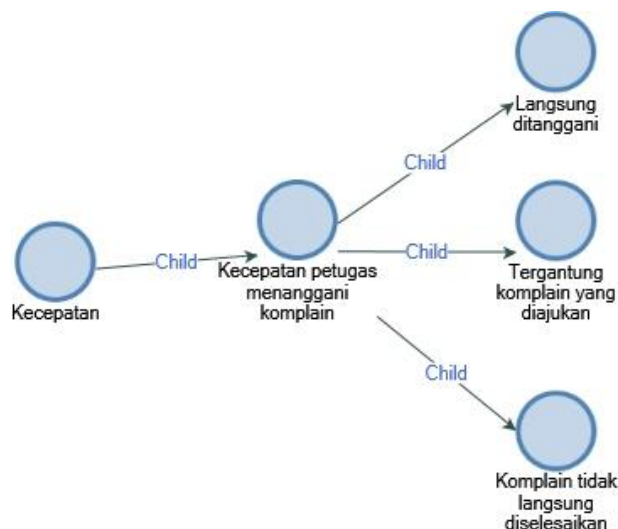 Langsung
ditanggani
Child
Child
Child
Kecepatan
Kecepatan petugas
menanggani
komplain
Tergantung
komplain yang
diajukan
Child
Komplain tidak
langsung
diselesaikan